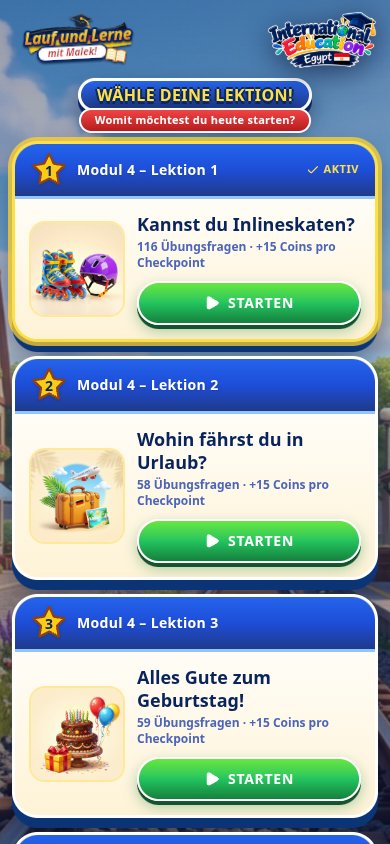 Lauf und Lerne
mit Malek!
International
Education
Egypt
WÄHLE DEINE LEKTION!
Womit möchtest du heute starten?
1
Modul 4 – Lektion 1
✓ AKTIV
Kannst du Inlineskaten?
116 Übungsfragen · +15 Coins pro
Checkpoint
STARTEN
2
Modul 4 – Lektion 2
Wohin fährst du in
Urlaub?
58 Übungsfragen · +15 Coins pro
Checkpoint
STARTEN
3
Modul 4 – Lektion 3
Alles Gute zum
Geburtstag!
59 Übungsfragen · +15 Coins pro
Checkpoint
STARTEN